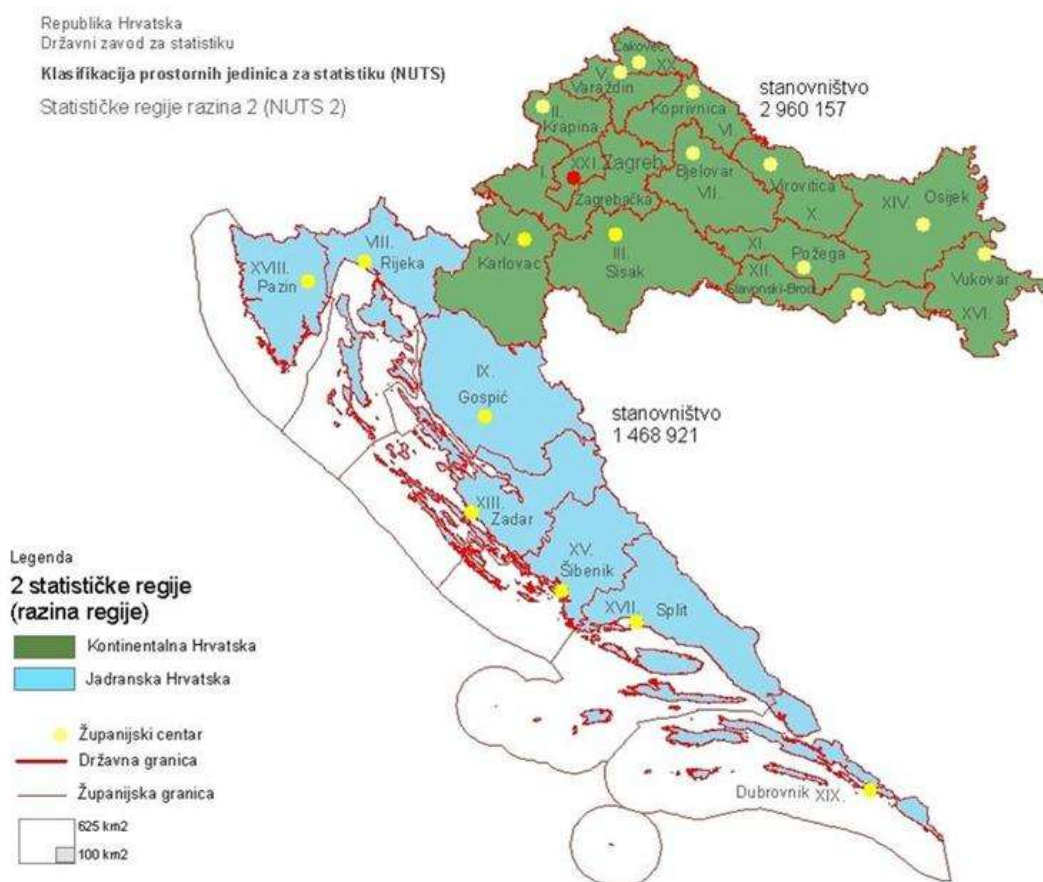 Republika Hrvatska
Državni zavod za statistiku
Klasifikacija prostornih jedinica za statistiku (NUTS)
Statističke regije razina 2 (NUTS 2)
stanovništvo
2 960 157
Čakovec
XX.
V.
Varaždin
II.
Krapina
Koprivnica
VI.
I.
XXI. Zagreb
Zagrebačka
Bjelovar
VII.
Virovitica
X.
XIV.
Osijek
IV.
Karlovac
III.
Sisak
XI.
Požega
XII.
Slavonski-Brod
Vukovar
XVI.
VIII.
Rijeka
XVIII.
Pazin
IX.
Gospić
stanovništvo
1 468 921
XIII.
Zadar
XV.
Šibenik
XVII.
Split
Dubrovnik XIX.
Legenda
2 statističke regije
(razina regije)
Kontinentalna Hrvatska
Jadranska Hrvatska
Županijski centar
Državna granica
Županijska granica
625 km2
100 km2